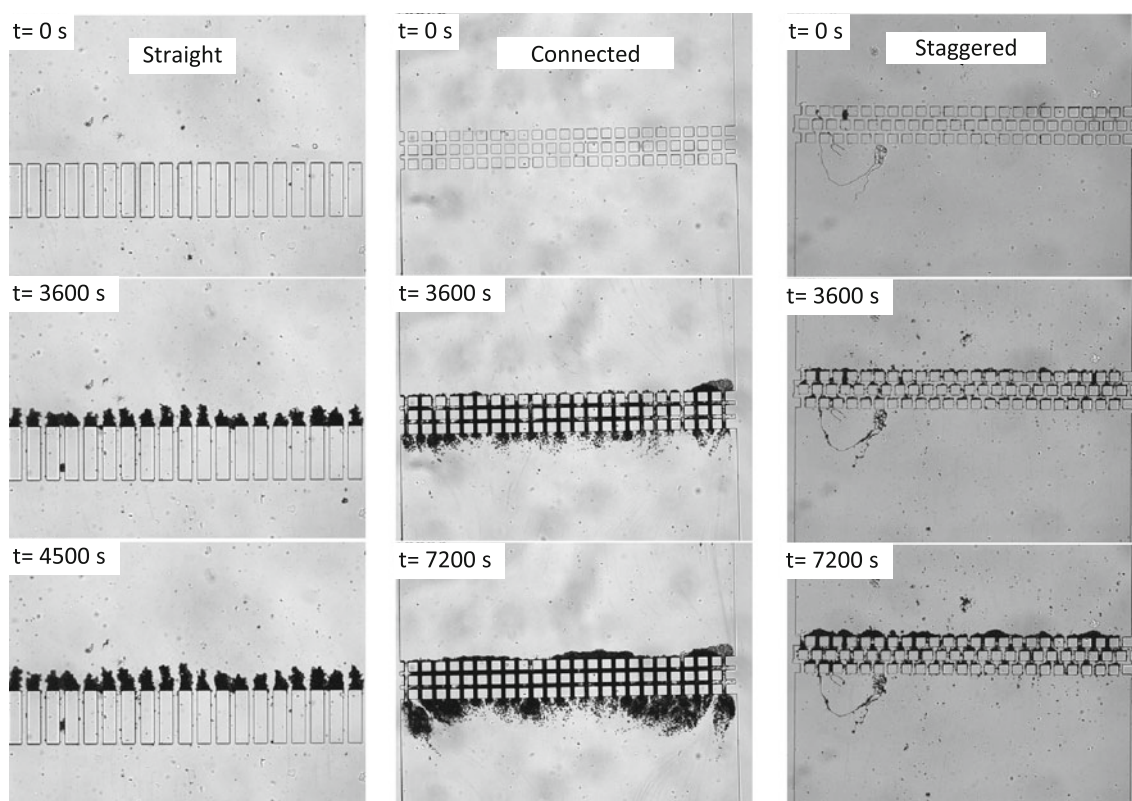 t= 0 s
Straight
t= 0 s
Connected
t= 0 s
Staggered
t= 3600 s
t= 3600 s
t= 3600 s
t= 4500 s
t= 7200 s
t= 7200 s